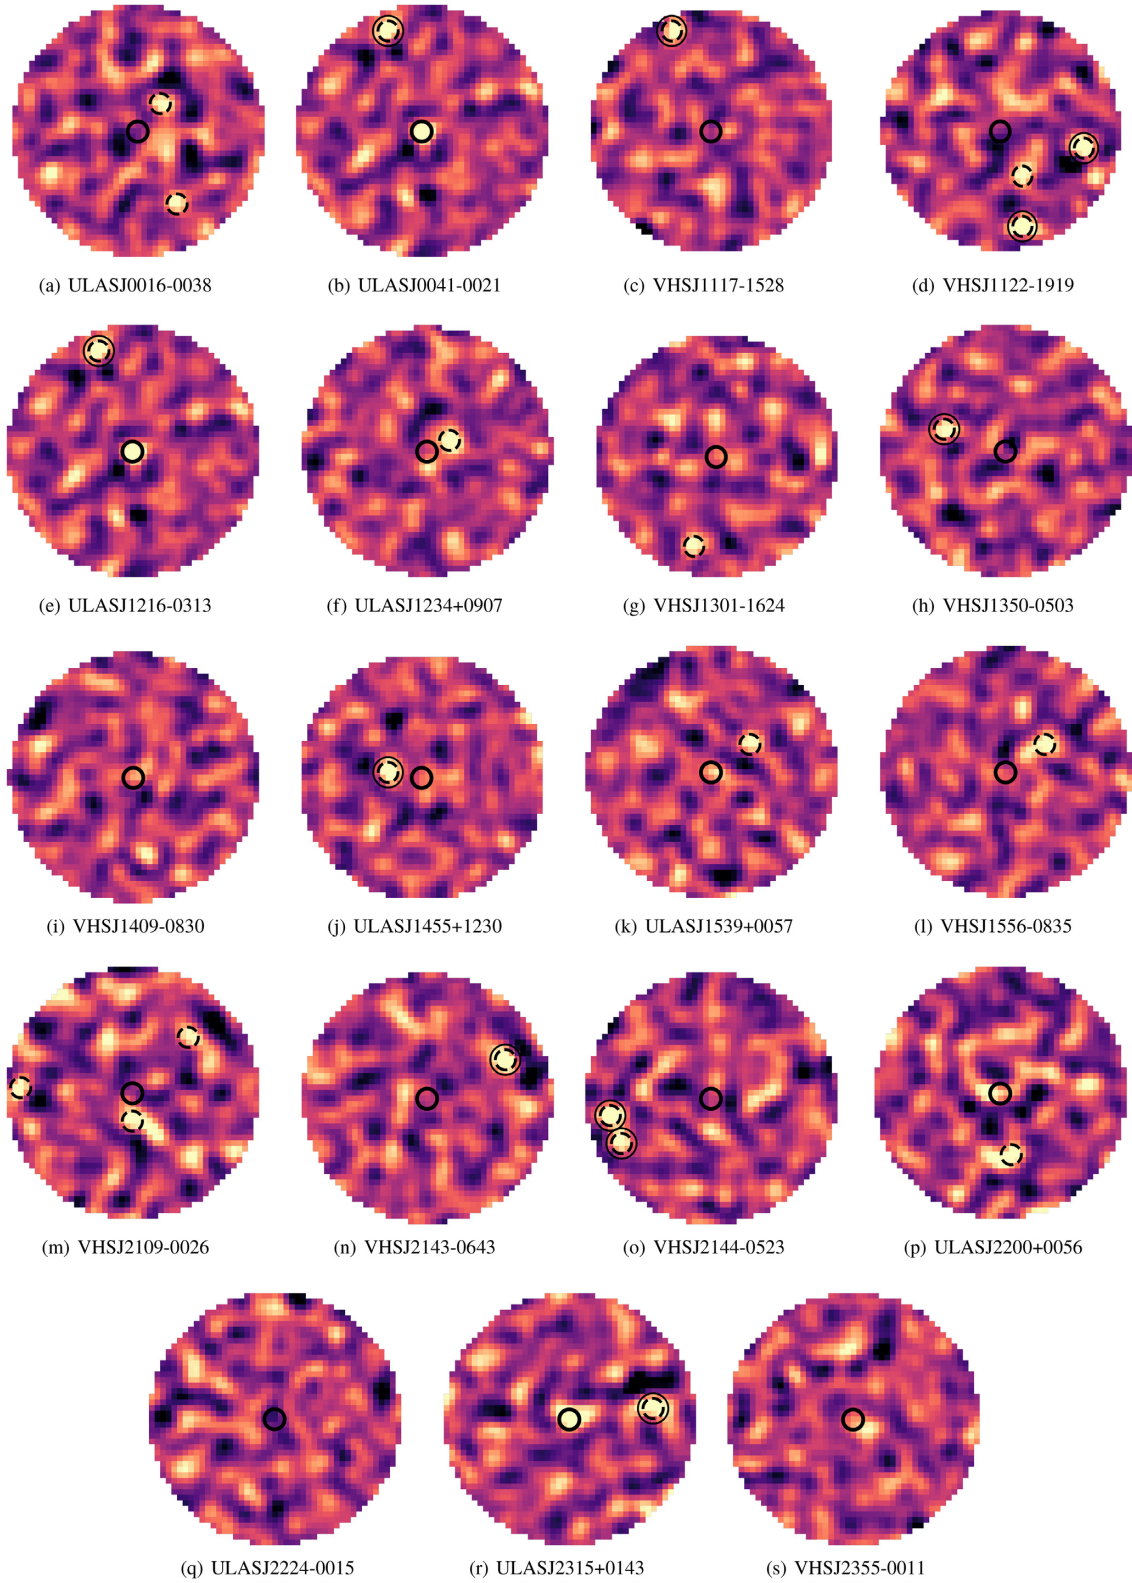 (a) ULASJ0016-0038 (b) ULASJ0041-0021 (c) VHSJ1117-1528 (d) VHSJ1122-1919
(e) ULASJ1216-0313 (f) ULASJ1234+0907 (g) VHSJ1301-1624 (h) VHSJ1350-0503
(i) VHSJ1409-0830 (j) ULASJ1455+1230 (k) ULASJ1539+0057 (l) VHSJ1556-0835
(m) VHSJ2109-0026 (n) VHSJ2143-0643 (o) VHSJ2144-0523 (p) ULASJ2200+0056
(q) ULASJ2224-0015 (r) ULASJ2315+0143 (s) VHSJ2355-0011